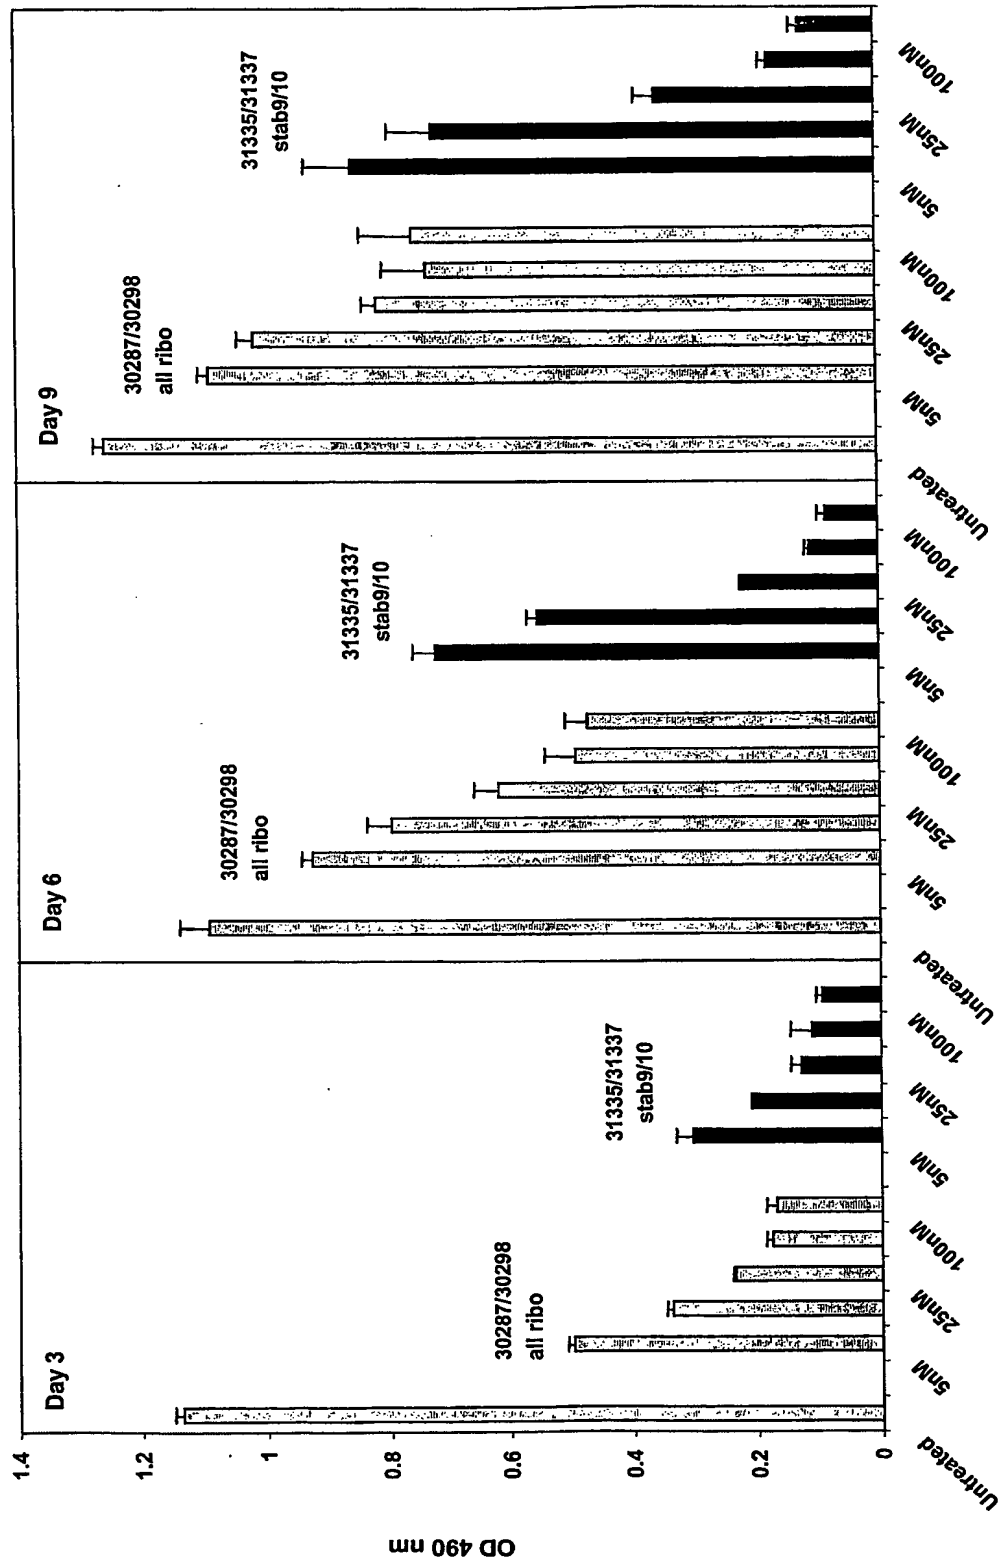 OD 490 nm
1.4
1.2
1
0.8
0.6
0.4
0.2
0
Day 3
30287/30298
all ribo
31335/31337
stab9/10
Untreated
5nM
25nM
100nM
5nM
25nM
100nM
Day 6
30287/30298
all ribo
31335/31337
stab9/10
Untreated
5nM
25nM
100nM
5nM
25nM
100nM
Day 9
30287/30298
all ribo
31335/31337
stab9/10
Untreated
5nM
25nM
100nM
5nM
25nM
100nM